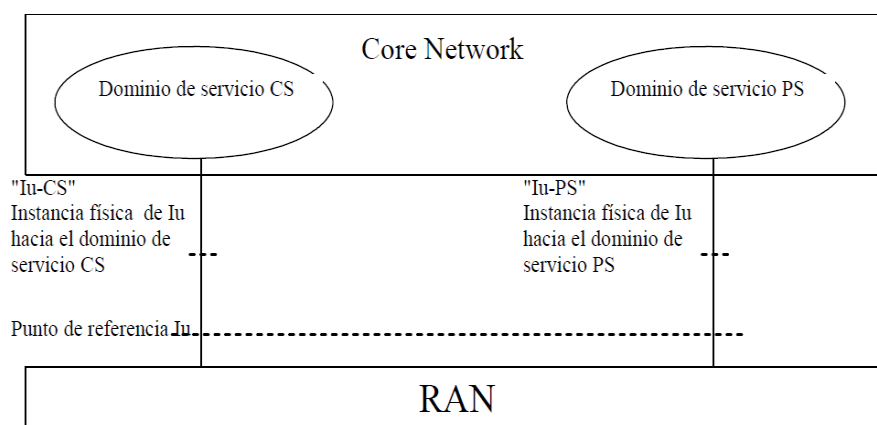 Core Network
Dominio de servicio CS
Dominio de servicio PS
"Iu-CS"
Instancia física de Iu
hacia el dominio de
servicio CS
"Iu-PS"
Instancia física de Iu
hacia el dominio de
servicio PS
Punto de referencia Iu
RAN